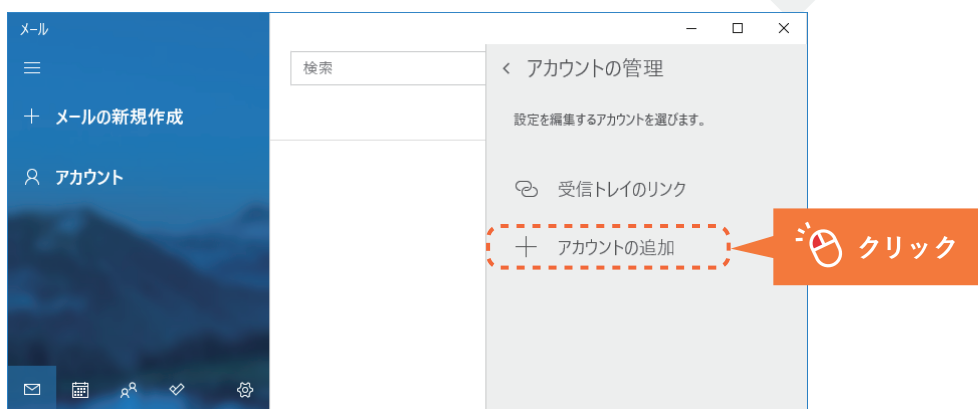 メール
検索
アカウントの管理
メールの新規作成
設定を編集するアカウントを選びます。
アカウント
受信トレイのリンク
アカウントの追加
クリック